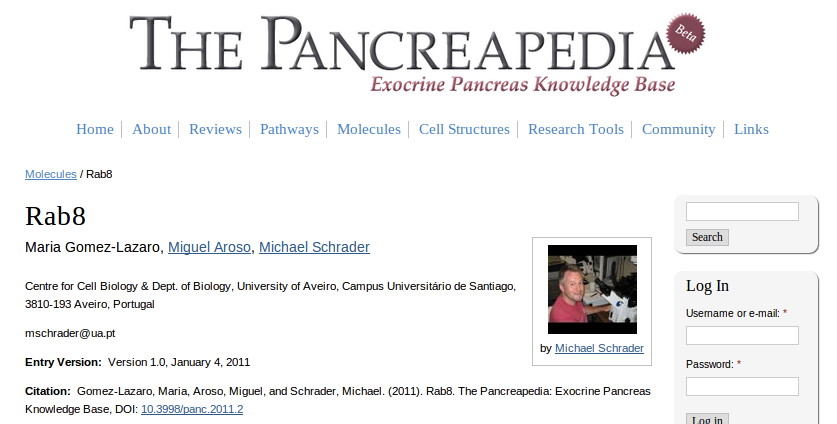 THE PANCREAPEDIA
Beta
Exocrine Pancreas Knowledge Base
Home About Reviews Pathways Molecules Cell Structures Research Tools Community Links
Molecules / Rab8
Rab8
Maria Gomez-Lazaro, Miguel Aroso, Michael Schrader
Centre for Cell Biology & Dept. of Biology, University of Aveiro, Campus Universitário de Santiago,
3810-193 Aveiro, Portugal
mschrader@ua.pt
Entry Version: Version 1.0, January 4, 2011
by Michael Schrader
Citation: Gomez-Lazaro, Maria, Aroso, Miguel, and Schrader, Michael. (2011). Rab8. The Pancreapedia: Exocrine Pancreas
Knowledge Base, DOI: 10.3998/panc.2011.2
Search
Log In
Username or e-mail: *
Password: *
Log in